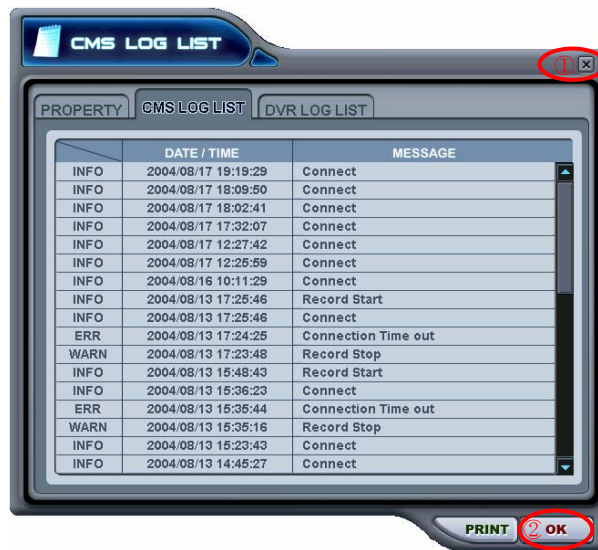 CMS LOG LIST
① X
PROPERTY CMS LOG LIST DVR LOG LIST
DATE / TIME MESSAGE
INFO 2004/08/17 19:19:29 Connect
INFO 2004/08/17 18:09:50 Connect
INFO 2004/08/17 18:02:41 Connect
INFO 2004/08/17 17:32:07 Connect
INFO 2004/08/17 12:27:42 Connect
INFO 2004/08/17 12:25:59 Connect
INFO 2004/08/16 10:11:29 Connect
INFO 2004/08/13 17:25:46 Record Start
INFO 2004/08/13 17:25:46 Connect
ERR 2004/08/13 17:24:25 Connection Time out
WARN 2004/08/13 17:23:48 Record Stop
INFO 2004/08/13 15:48:43 Record Start
INFO 2004/08/13 15:36:23 Connect
ERR 2004/08/13 15:35:44 Connection Time out
WARN 2004/08/13 15:35:16 Record Stop
INFO 2004/08/13 15:23:43 Connect
INFO 2004/08/13 14:45:27 Connect
PRINT ② OK